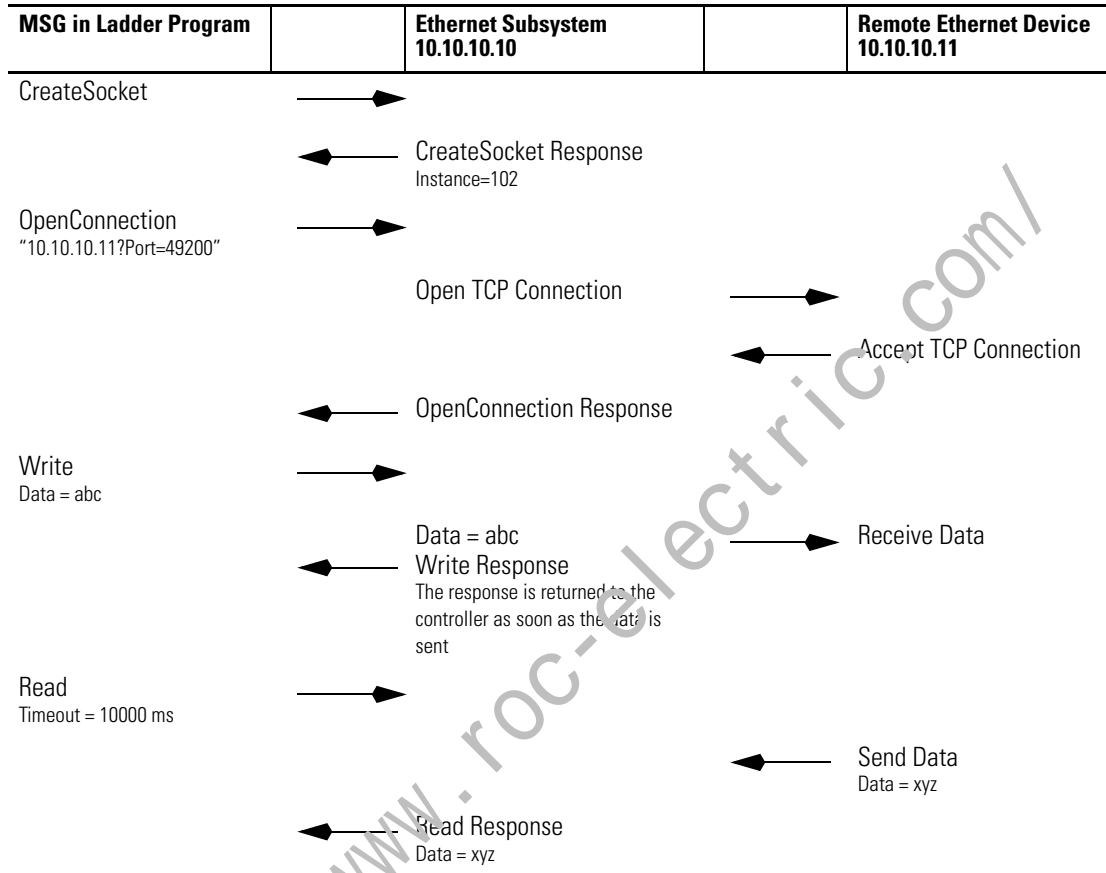 MSG in Ladder Program
Ethernet Subsystem
10.10.10.10
Remote Ethernet Device
10.10.10.11
CreateSocket
CreateSocket Response
Instance=102
OpenConnection
"10.10.10.11?Port=49200"
Open TCP Connection
Accept TCP Connection
OpenConnection Response
Write
Data = abc
Data = abc
Receive Data
Write Response
The response is returned to the
controller as soon as the data is
sent
Read
Timeout = 10000 ms
Send Data
Data = xyz
Read Response
Data = xyz
www.roc-electric.com/